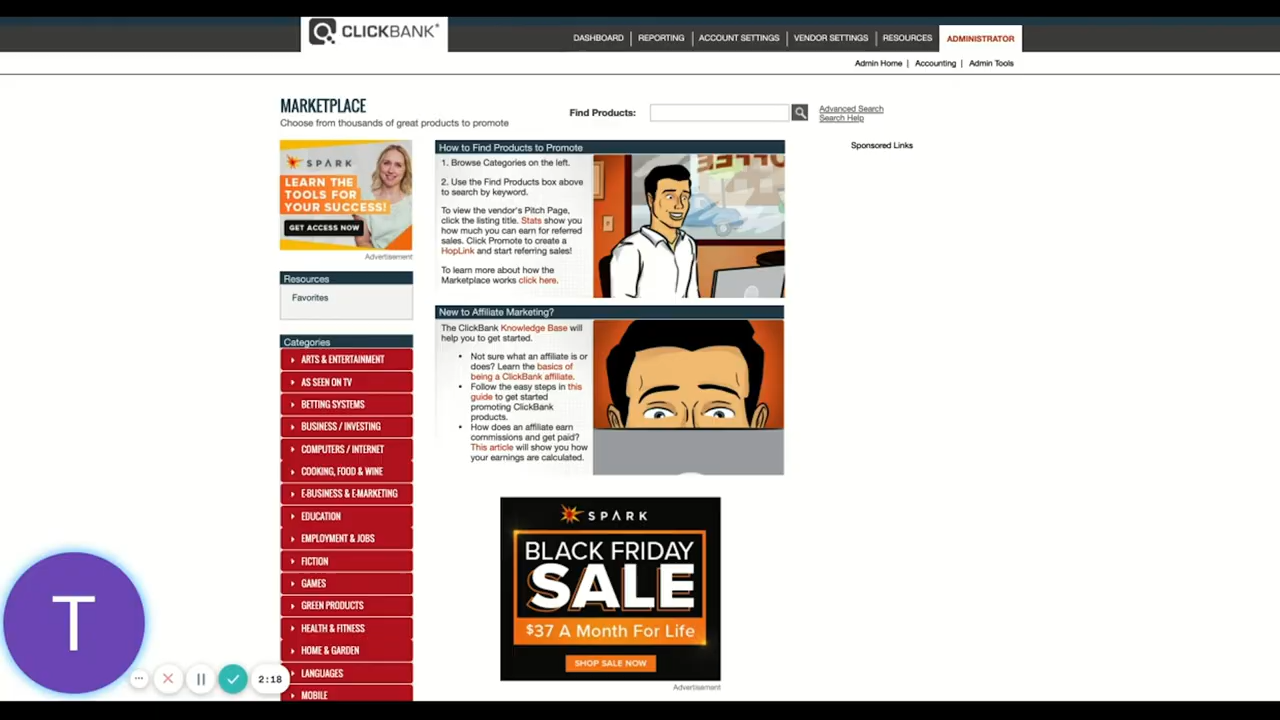 CLICKBANK®
DASHBOARD
REPORTING
ACCOUNT SETTINGS
VENDOR SETTINGS
RESOURCES
ADMINISTRATOR
Admin Home | Accounting | Admin Tools
MARKETPLACE
Choose from thousands of great products to promote
Find Products:
Advanced Search
Search Help
Sponsored Links
SPARK
LEARN THE
TOOLS FOR
YOUR SUCCESS!
GET ACCESS NOW
Advertisement
Resources
Favorites
Categories
ARTS & ENTERTAINMENT
AS SEEN ON TV
BETTING SYSTEMS
BUSINESS / INVESTING
COMPUTERS / INTERNET
COOKING, FOOD & WINE
E-BUSINESS & E-MARKETING
EDUCATION
EMPLOYMENT & JOBS
FICTION
GAMES
GREEN PRODUCTS
HEALTH & FITNESS
HOME & GARDEN
LANGUAGES
MOBILE
How to Find Products to Promote
1. Browse Categories on the left.
2. Use the Find Products box above
to search by keyword.
To view the vendor's Pitch Page,
click the listing title. Stats show you
how much you can earn for referred
sales. Click Promote to create a
HopLink and start referring sales!
To learn more about how the
Marketplace works click here.
New to Affiliate Marketing?
The ClickBank Knowledge Base will
help you to get started.
• Not sure what an affiliate is or
does? Learn the basics of
being a ClickBank affiliate.
• Follow the easy steps in this
guide to get started
promoting ClickBank
products.
• How does an affiliate earn
commissions and get paid?
This article will show you how
your earnings are calculated.
SPARK
BLACK FRIDAY
SALE
$37 A Month For Life
SHOP SALE NOW
Advertisement
T
2:18